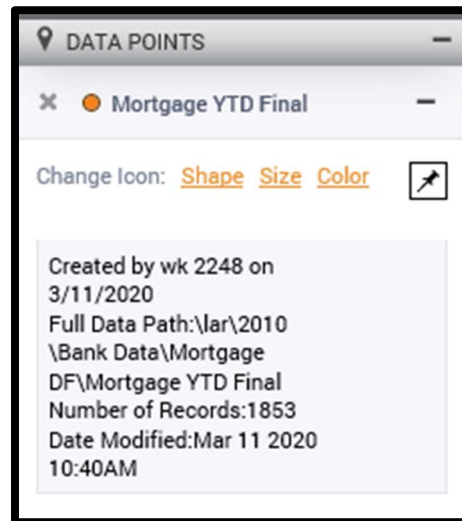 DATA POINTS
Mortgage YTD Final
Change Icon: Shape Size Color
Created by wk 2248 on
3/11/2020
Full Data Path:\lar\2010
\Bank Data\Mortgage
DF\Mortgage YTD Final
Number of Records:1853
Date Modified:Mar 11 2020
10:40AM